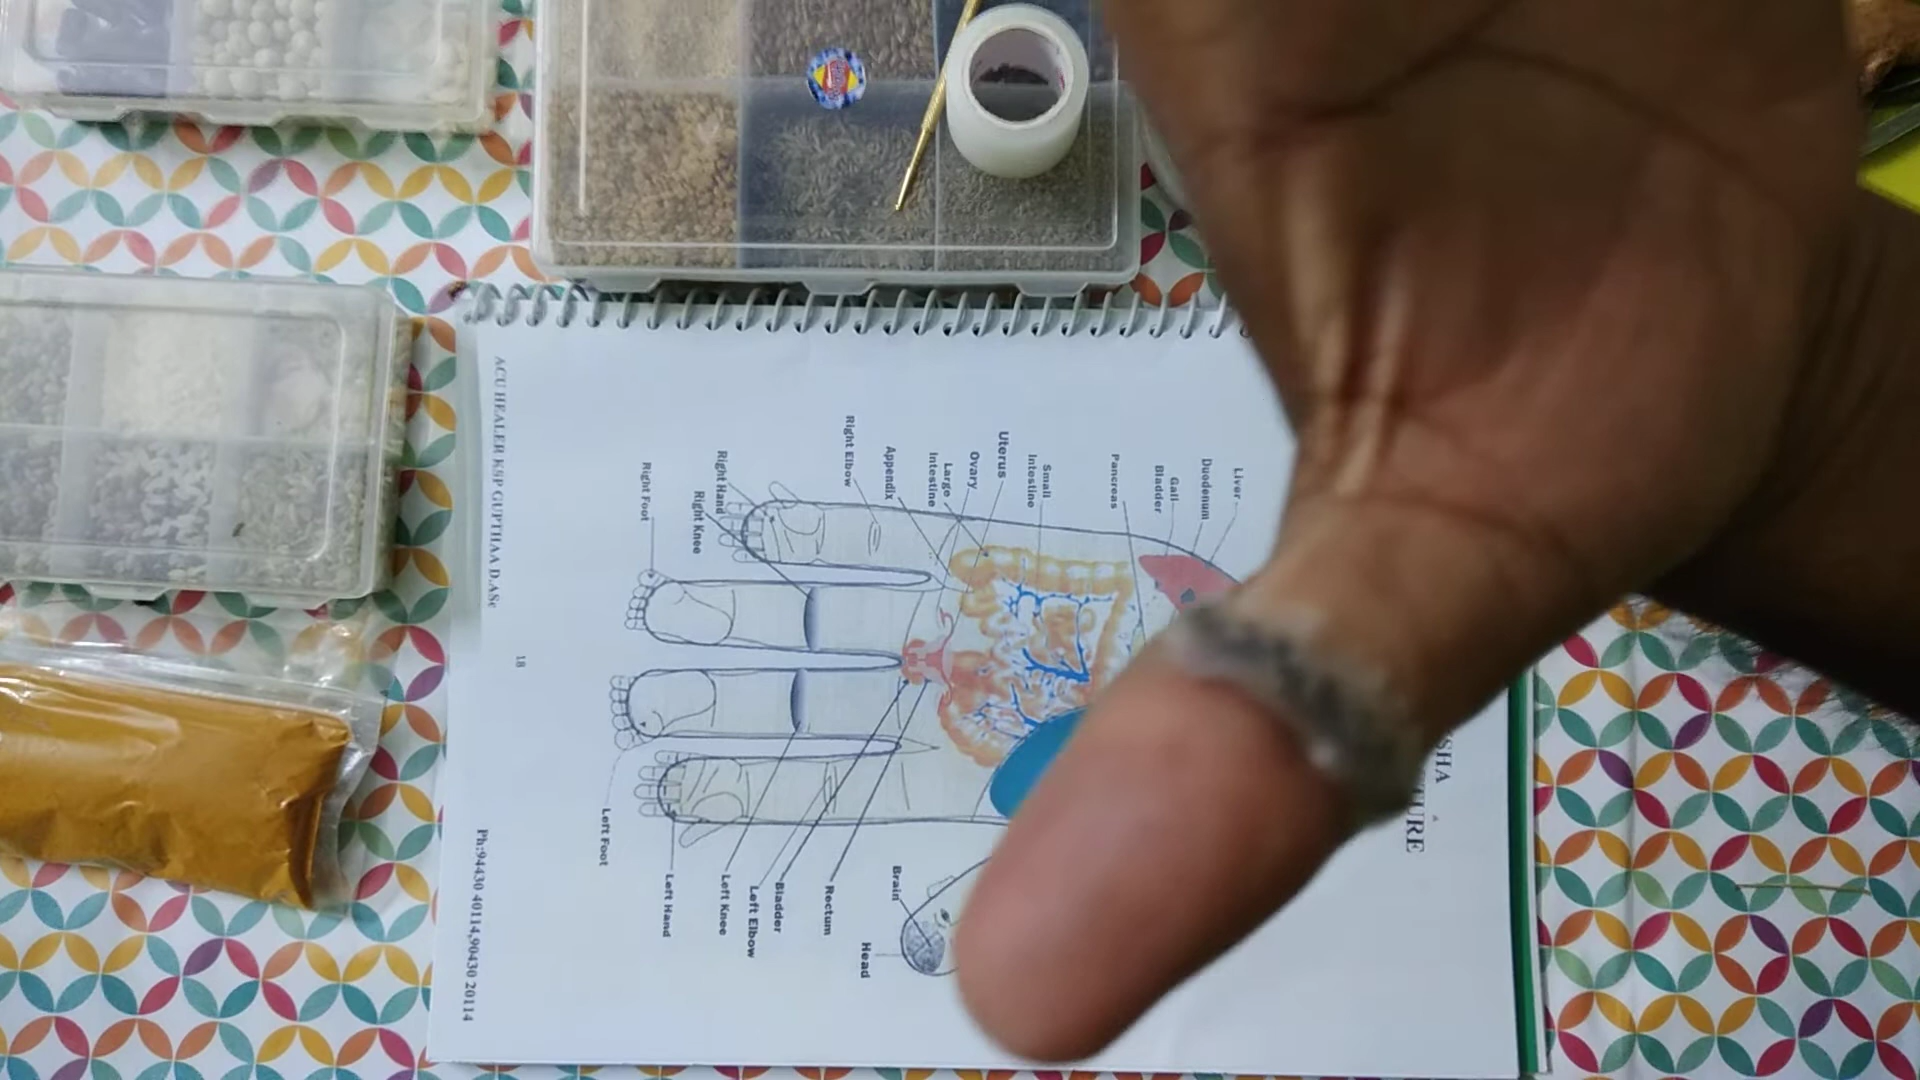 SHA
TURE
Liver
Duodenum
Gall
Bladder
Pancreas
Small
Intestine
Uterus
Ovary
Large
Intestine
Appendix
Right Elbow
Right Hand
Right Knee
Right Foot
Brain
Head
Rectum
Bladder
Left Elbow
Left Knee
Left Hand
Left Foot
18
ACU HEALER KSP GUPTHAA D.ASc
Ph:94430 40114,90430 20114